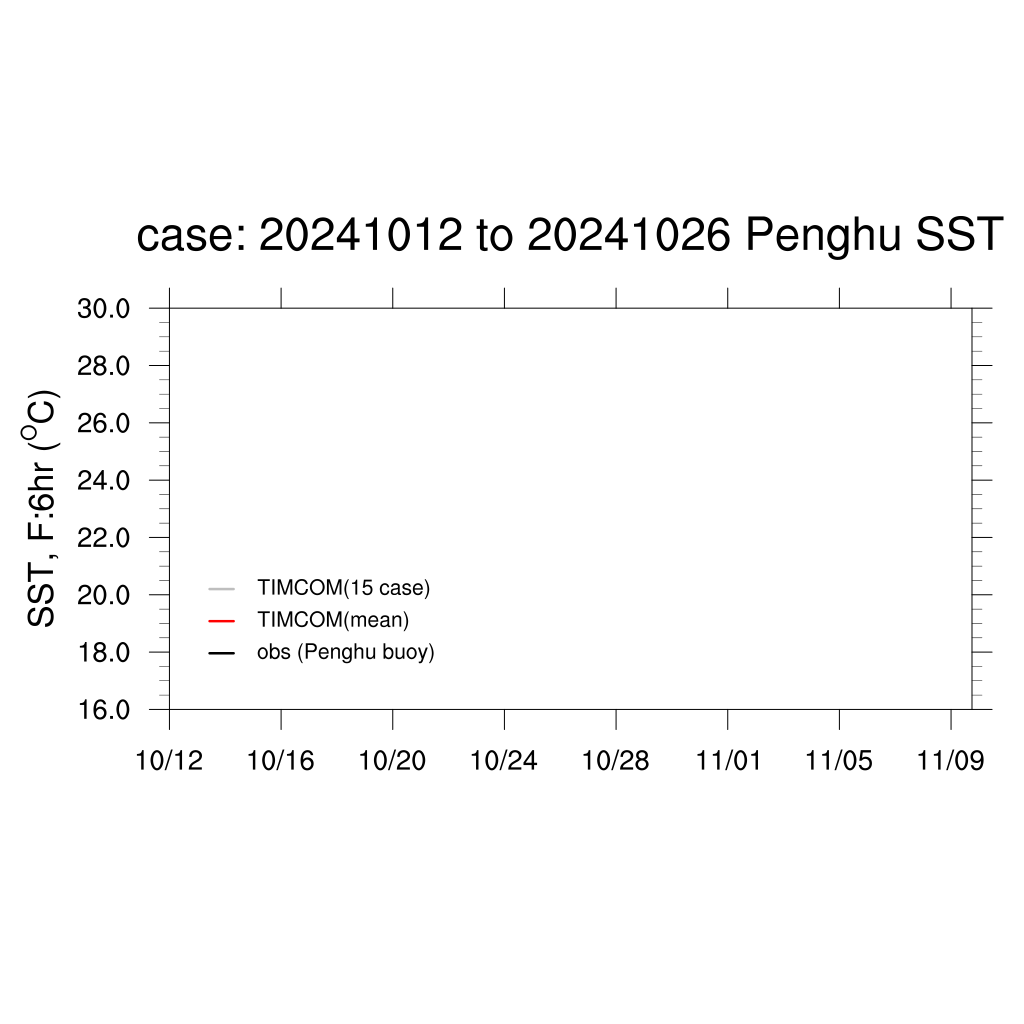 case: 20241012 to 20241026 Penghu SST
SST, F:6hr (°C)
30.0
28.0
26.0
24.0
22.0
20.0
18.0
16.0
TIMCOM(15 case)
TIMCOM(mean)
obs (Penghu buoy)
10/12 10/16 10/20 10/24 10/28 11/01 11/05 11/09